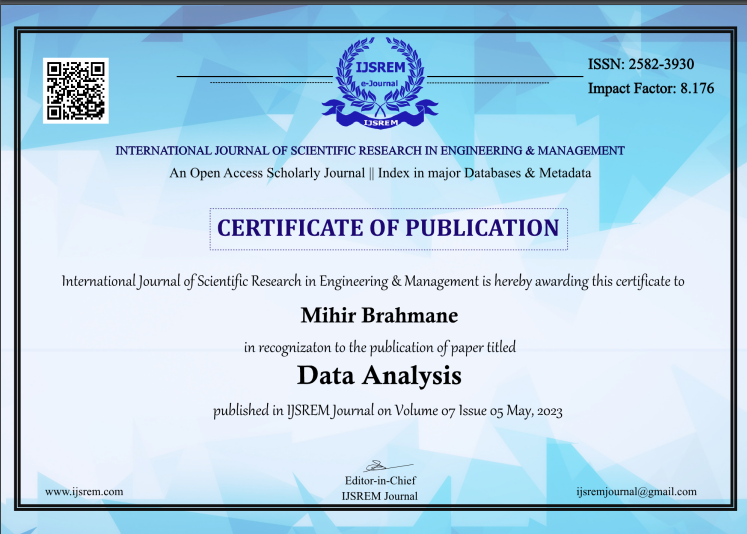 IJSREM
e-Journal
IJSREM
ISSN: 2582-3930
Impact Factor: 8.176
INTERNATIONAL JOURNAL OF SCIENTIFIC RESEARCH IN ENGINEERING & MANAGEMENT
An Open Access Scholarly Journal || Index in major Databases & Metadata
CERTIFICATE OF PUBLICATION
International Journal of Scientific Research in Engineering & Management is hereby awarding this certificate to
Mihir Brahmane
in recognizaton to the publication of paper titled
Data Analysis
published in IJSREM Journal on Volume 07 Issue 05 May, 2023
Editor-in-Chief
IJSREM Journal
www.ijsrem.com
ijsremjournal@gmail.com